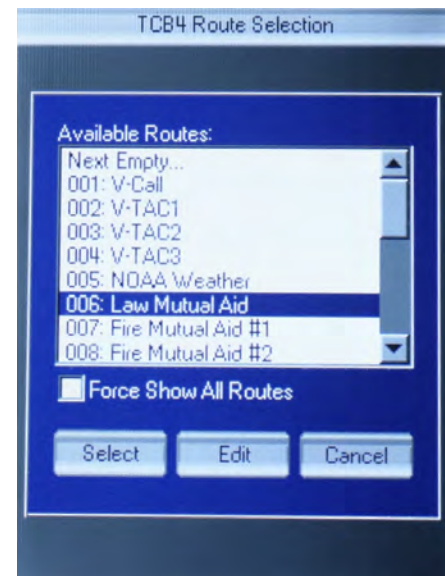 TCB4 Route Selection
Available Routes:
Next Empty...
001: V-Call
002: V-TAC1
003: V-TAC2
004: V-TAC3
005: NOAA Weather
006: Law Mutual Aid
007: Fire Mutual Aid #1
008: Fire Mutual Aid #2
Force Show All Routes
Select Edit Cancel